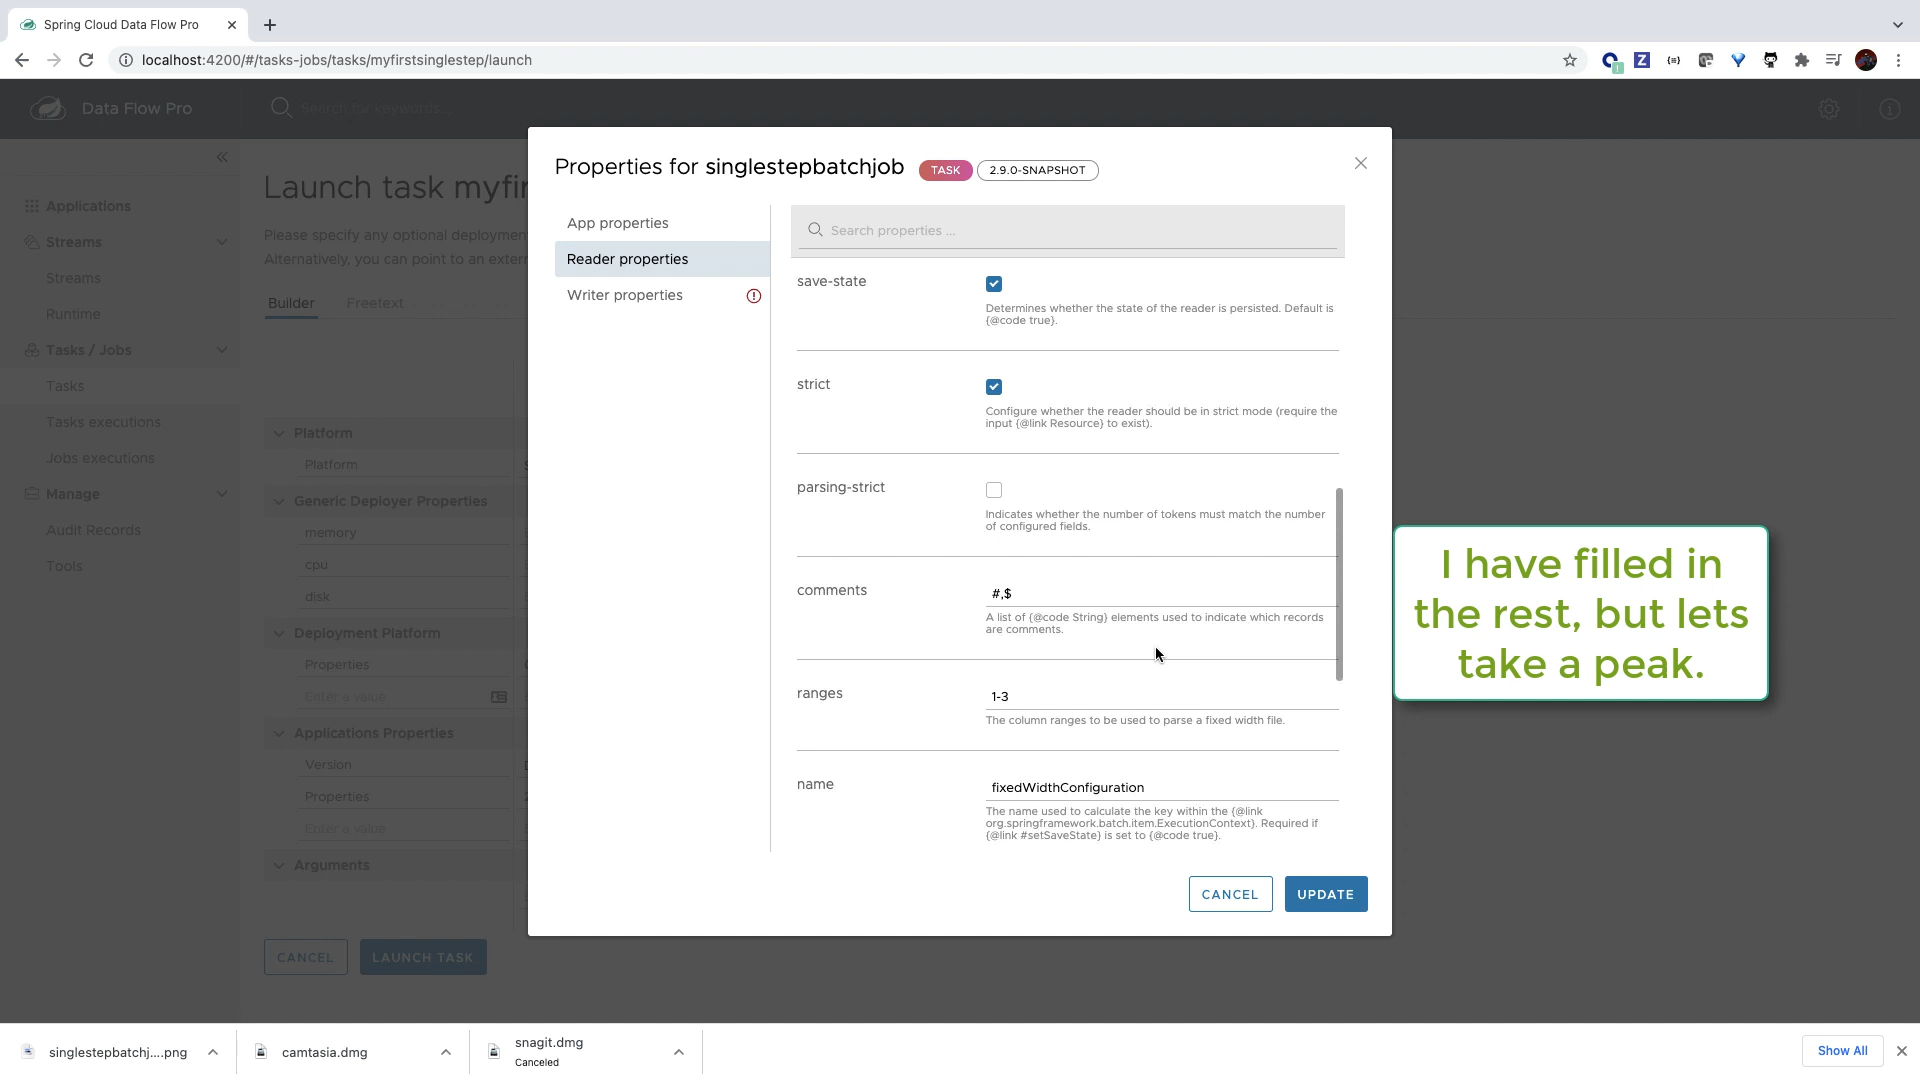 Spring Cloud Data Flow Pro
localhost:4200/#/tasks-jobs/tasks/myfirstsinglestep/launch
Data Flow Pro
Search for keywords...
Applications
Streams
Streams
Runtime
Tasks / Jobs
Tasks
Tasks executions
Jobs executions
Manage
Audit Records
Tools
Launch task myfir
Please specify any optional deploymen
Alternatively, you can point to an exter
Builder
Freetext
Platform
Platform
Generic Deployer Properties
memory
cpu
disk
Deployment Platform
Properties
Enter a value
Applications Properties
Version
Properties
Enter a value
Arguments
CANCEL
LAUNCH TASK
Properties for singlestepbatchjob
TASK
2.9.0-SNAPSHOT
App properties
Reader properties
Writer properties
Search properties ...
save-state
Determines whether the state of the reader is persisted. Default is
{@code true}.
strict
Configure whether the reader should be in strict mode (require the
input {@link Resource} to exist).
parsing-strict
Indicates whether the number of tokens must match the number
of configured fields.
comments
#,$
A list of {@code String} elements used to indicate which records
are comments.
ranges
1-3
The column ranges to be used to parse a fixed width file.
name
fixedWidthConfiguration
The name used to calculate the key within the {@link
org.springframework.batch.item.ExecutionContext}. Required if
{@link #setSaveState} is set to {@code true}.
CANCEL
UPDATE
I have filled in
the rest, but lets
take a peak.
singlestepbatchj....png
camtasia.dmg
snagit.dmg
Canceled
Show All